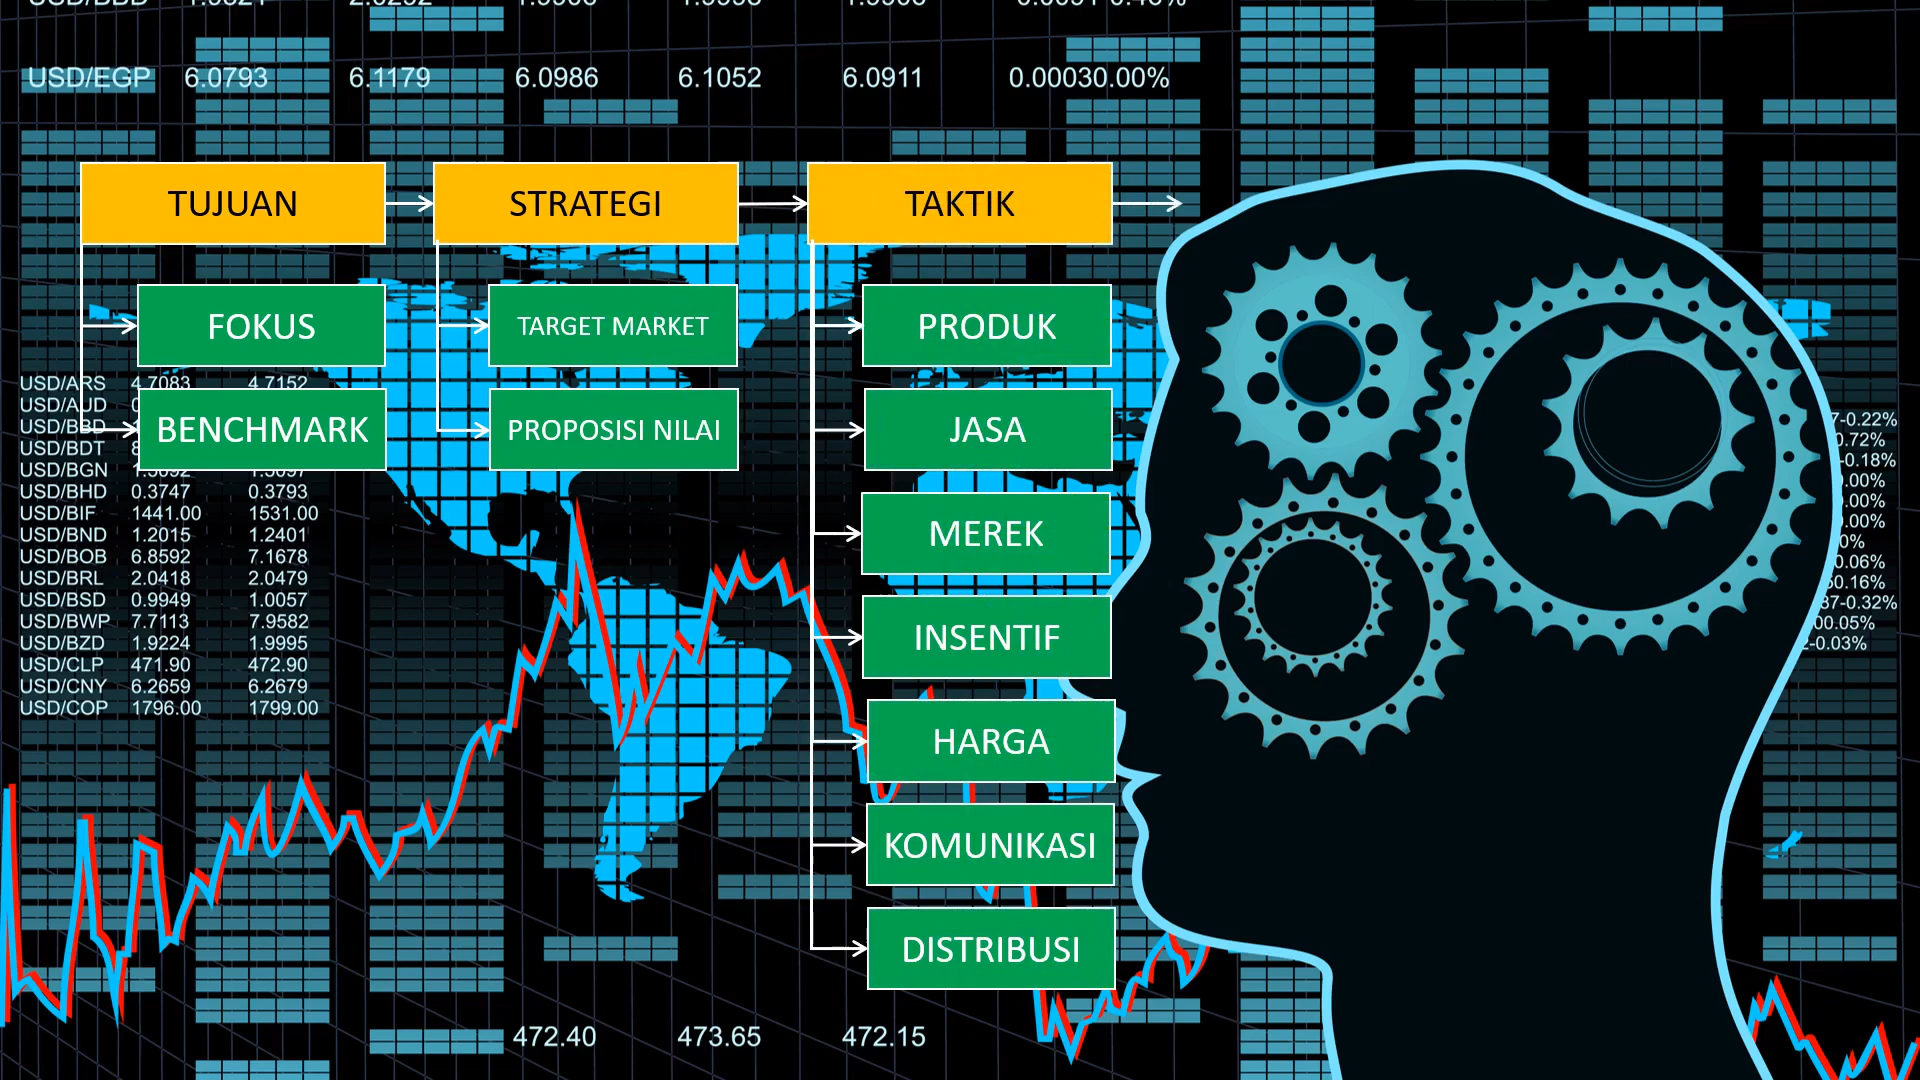 USD/EGP 6.0793 6.1179 6.0986 6.1052 6.0911 0.00030.00%
TUJUAN
STRATEGI
TAKTIK
FOKUS
TARGET MARKET
PRODUK
BENCHMARK
PROPOSISI NILAI
JASA
MEREK
INSENTIF
HARGA
KOMUNIKASI
DISTRIBUSI
USD/ARS 4.7083 4.7152
USD/AUD
USD/BBD
USD/BDT
USD/BGN
USD/BHD 0.3747 0.3793
USD/BIF 1441.00 1531.00
USD/BND 1.2015 1.2401
USD/BOB 6.8592 7.1678
USD/BRL 2.0418 2.0479
USD/BSD 0.9949 1.0057
USD/BWP 7.7113 7.9582
USD/BZD 1.9224 1.9995
USD/CLP 471.90 472.90
USD/CNY 6.2659 6.2679
USD/COP 1796.00 1799.00
472.40 473.65 472.15